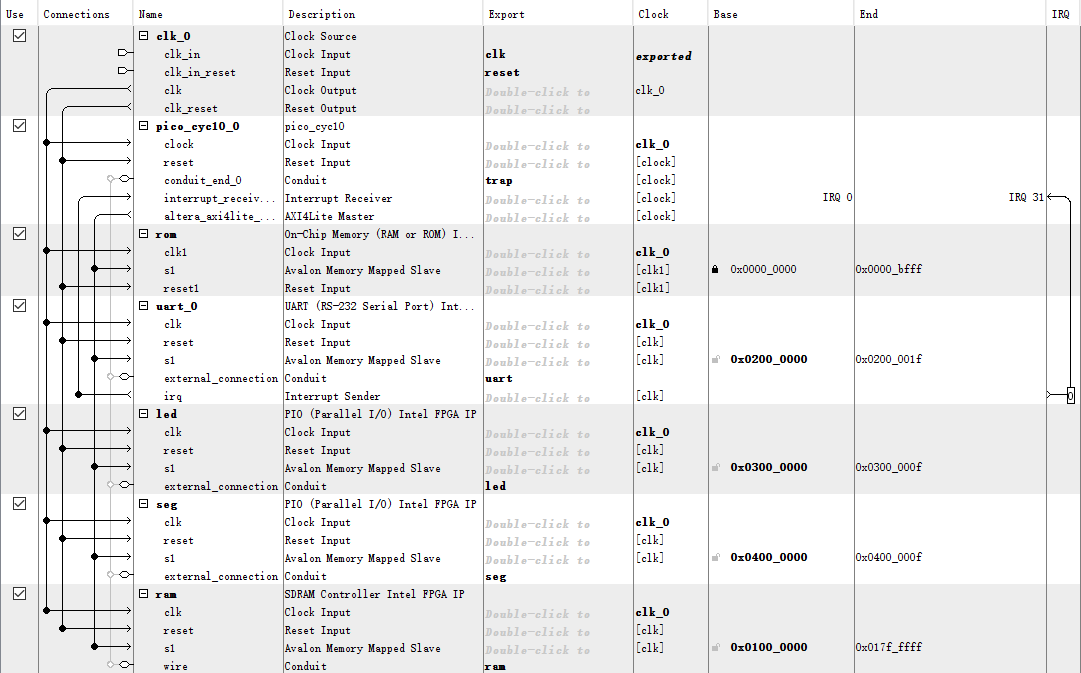 Use Connections Name Description Export Clock Base End IRQ
clk_0 Clock Source
clk_in Clock Input clk exported
clk_in_reset Reset Input reset
clk Clock Output Double-click to clk_0
clk_reset Reset Output Double-click to
pico_cyc10_0 pico_cyc10
clock Clock Input Double-click to clk_0
reset Reset Input Double-click to [clock]
conduit_end_0 Conduit trap [clock]
interrupt_receiv... Interrupt Receiver Double-click to [clock] IRQ 0 IRQ 31
altera_axi4lite_... AXI4Lite Master Double-click to [clock]
rom On-Chip Memory (RAM or ROM) I...
clk1 Clock Input Double-click to clk_0
s1 Avalon Memory Mapped Slave Double-click to [clk1] 0x0000_0000 0x0000_bfff
reset1 Reset Input Double-click to [clk1]
uart_0 UART (RS-232 Serial Port) Int...
clk Clock Input Double-click to clk_0
reset Reset Input Double-click to [clk]
s1 Avalon Memory Mapped Slave Double-click to [clk] 0x0200_0000 0x0200_001f
external_connection Conduit uart
irq Interrupt Sender Double-click to [clk] 0
led PIO (Parallel I/O) Intel FPGA IP
clk Clock Input Double-click to clk_0
reset Reset Input Double-click to [clk]
s1 Avalon Memory Mapped Slave Double-click to [clk] 0x0300_0000 0x0300_000f
external_connection Conduit led
seg PIO (Parallel I/O) Intel FPGA IP
clk Clock Input Double-click to clk_0
reset Reset Input Double-click to [clk]
s1 Avalon Memory Mapped Slave Double-click to [clk] 0x0400_0000 0x0400_000f
external_connection Conduit seg
ram SDRAM Controller Intel FPGA IP
clk Clock Input Double-click to clk_0
reset Reset Input Double-click to [clk]
s1 Avalon Memory Mapped Slave Double-click to [clk] 0x0100_0000 0x017f_ffff
wire Conduit ram